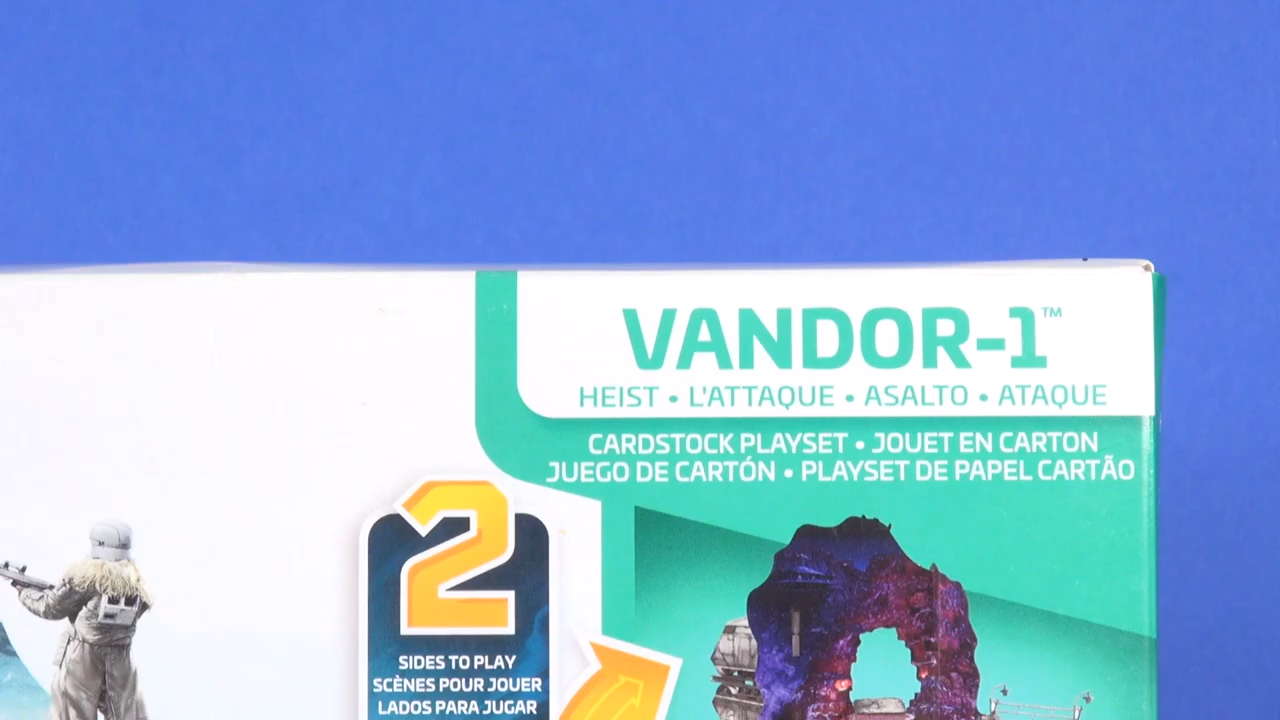 VANDOR-1™
HEIST • L'ATTAQUE • ASALTO • ATAQUE
CARDSTOCK PLAYSET • JOUET EN CARTON
JUEGO DE CARTÓN • PLAYSET DE PAPEL CARTÃO
2
SIDES TO PLAY
SCÈNES POUR JOUER
LADOS PARA JUGAR